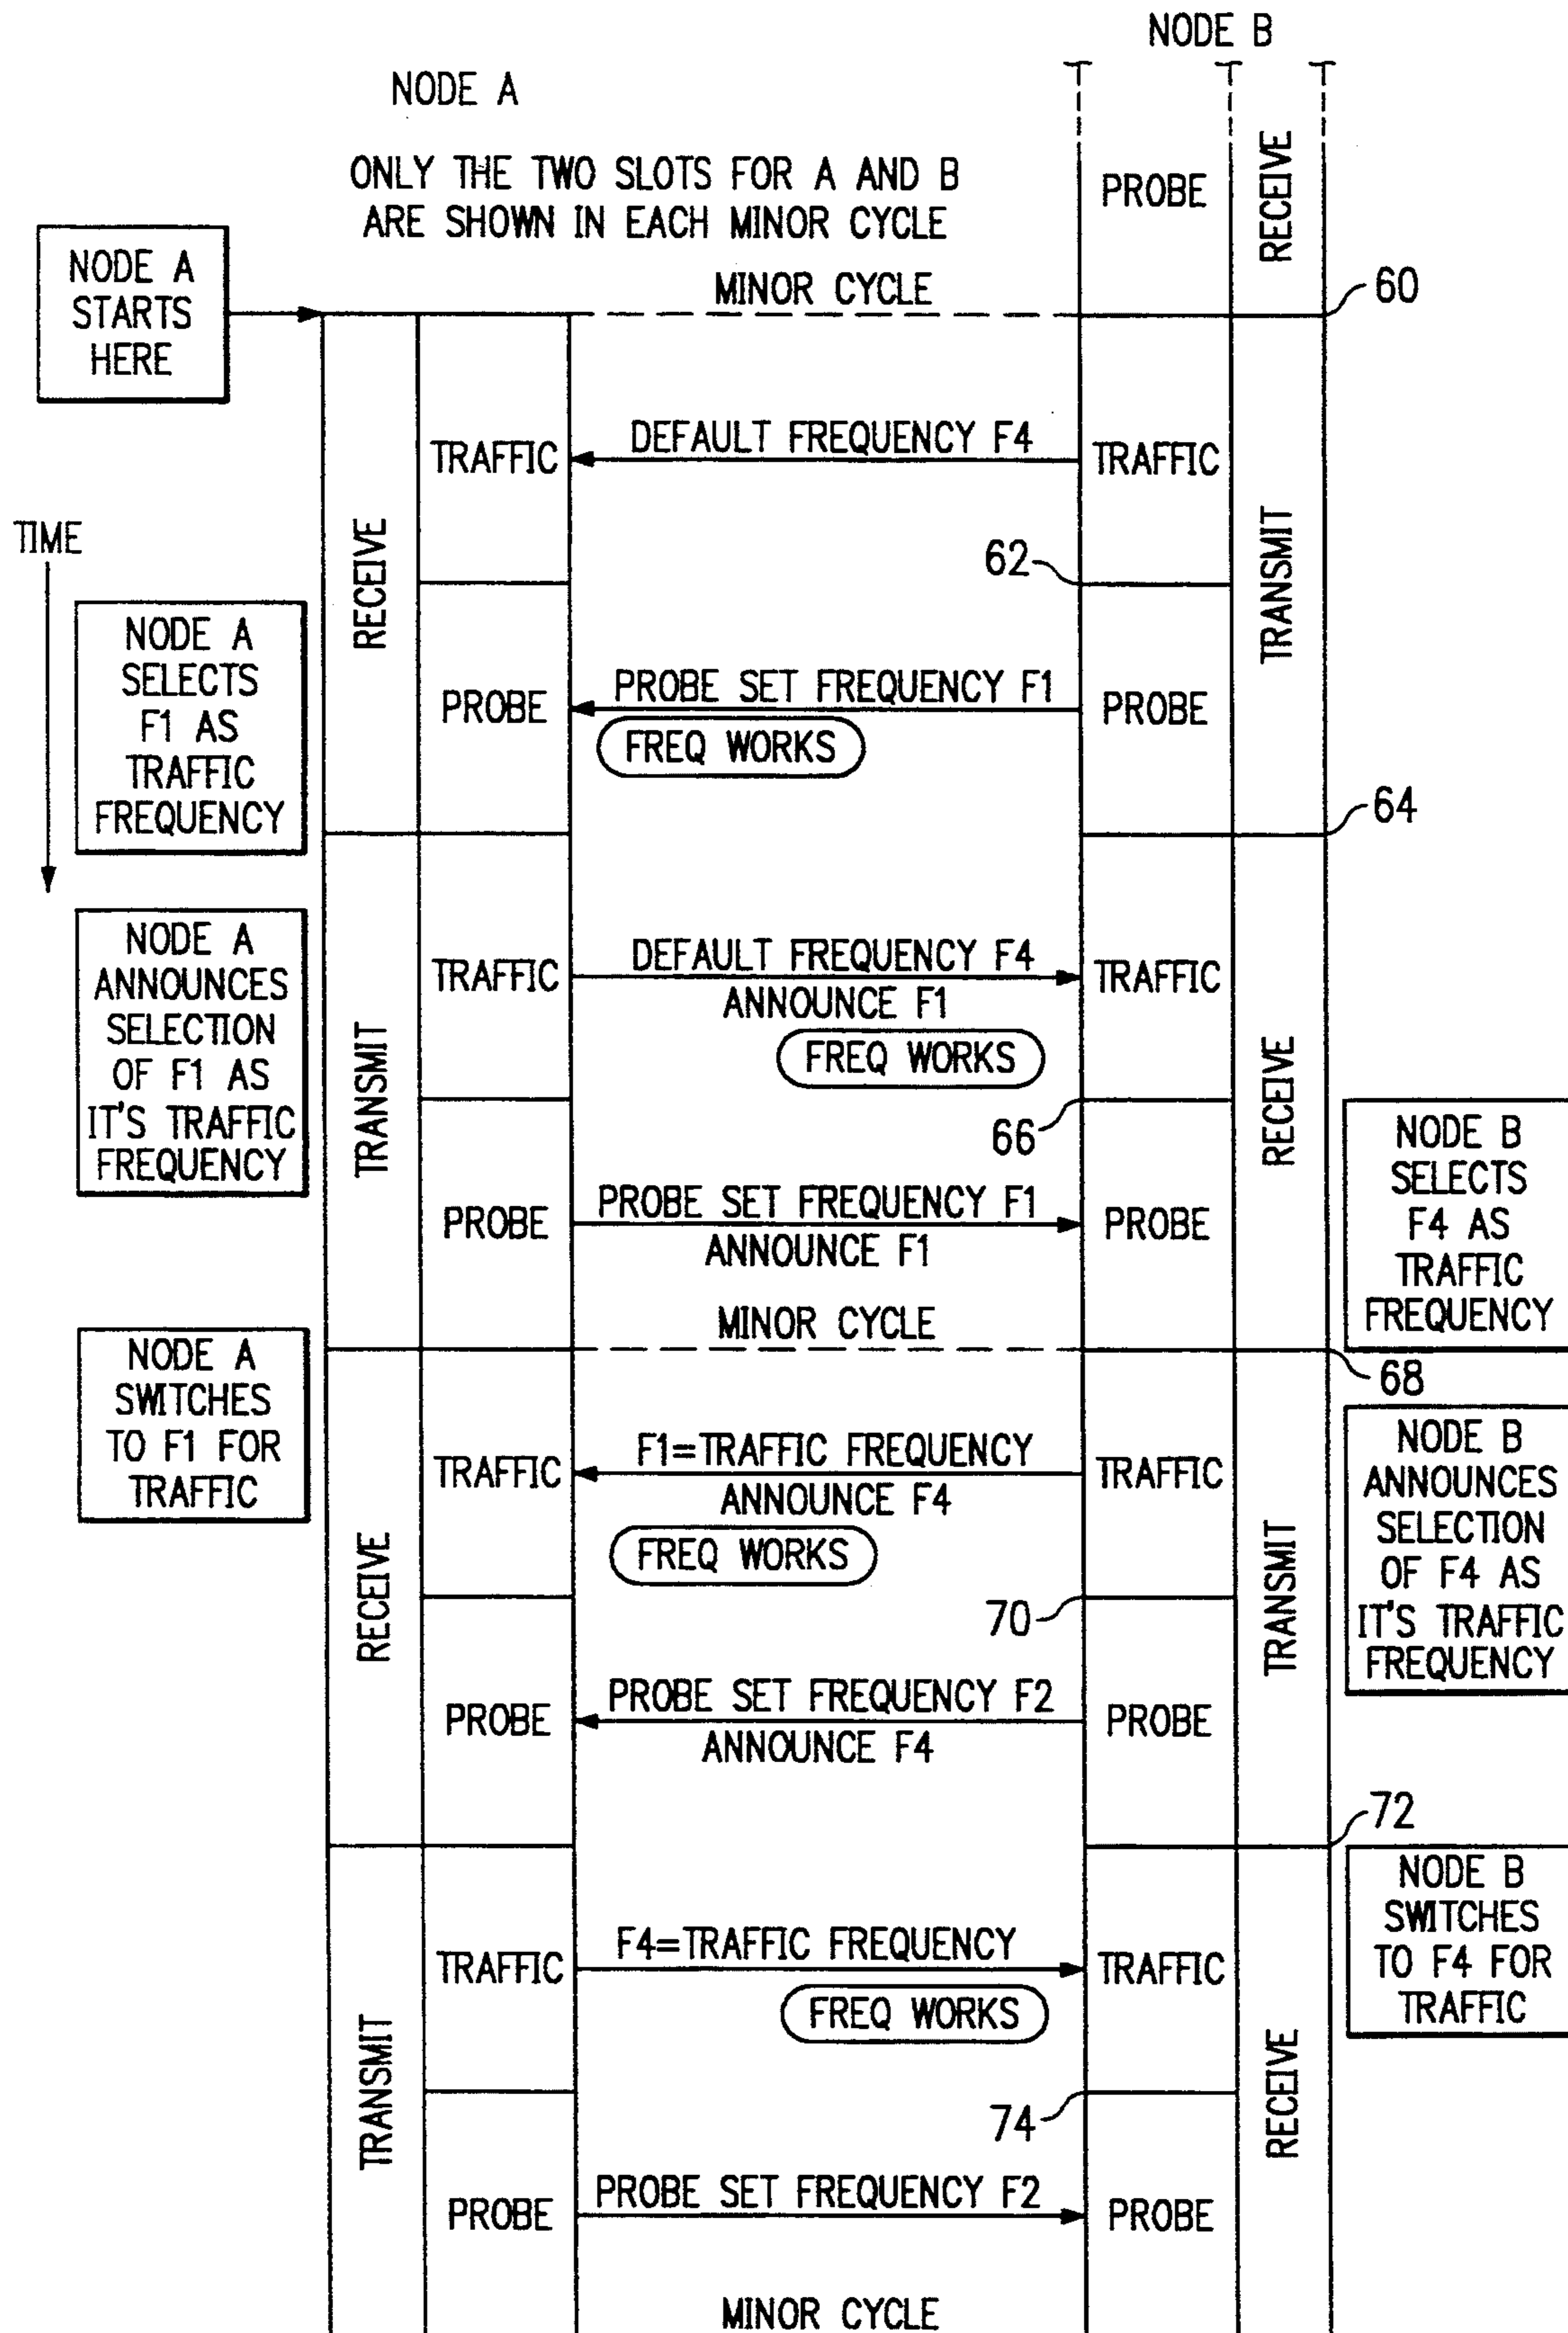 NODE B
NODE A
ONLY THE TWO SLOTS FOR A AND B
ARE SHOWN IN EACH MINOR CYCLE
PROBE
RECEIVE
NODE A
STARTS
HERE
MINOR CYCLE
60
TRAFFIC
DEFAULT FREQUENCY F4
TRAFFIC
TIME
RECEIVE
TRANSMIT
62
NODE A
SELECTS
F1 AS
TRAFFIC
FREQUENCY
PROBE
PROBE SET FREQUENCY F1
FREQ WORKS
PROBE
64
NODE A
ANNOUNCES
SELECTION
OF F1 AS
IT'S TRAFFIC
FREQUENCY
TRANSMIT
TRAFFIC
DEFAULT FREQUENCY F4
ANNOUNCE F1
FREQ WORKS
TRAFFIC
RECEIVE
66
NODE B
SELECTS
F4 AS
TRAFFIC
FREQUENCY
PROBE
PROBE SET FREQUENCY F1
ANNOUNCE F1
PROBE
MINOR CYCLE
68
NODE A
SWITCHES
TO F1 FOR
TRAFFIC
TRAFFIC
F1=TRAFFIC FREQUENCY
ANNOUNCE F4
FREQ WORKS
TRAFFIC
NODE B
ANNOUNCES
SELECTION
OF F4 AS
IT'S TRAFFIC
FREQUENCY
RECEIVE
TRANSMIT
70
PROBE
PROBE SET FREQUENCY F2
ANNOUNCE F4
PROBE
72
NODE B
SWITCHES
TO F4 FOR
TRAFFIC
TRAFFIC
F4=TRAFFIC FREQUENCY
FREQ WORKS
TRAFFIC
TRANSMIT
RECEIVE
74
PROBE
PROBE SET FREQUENCY F2
PROBE
MINOR CYCLE